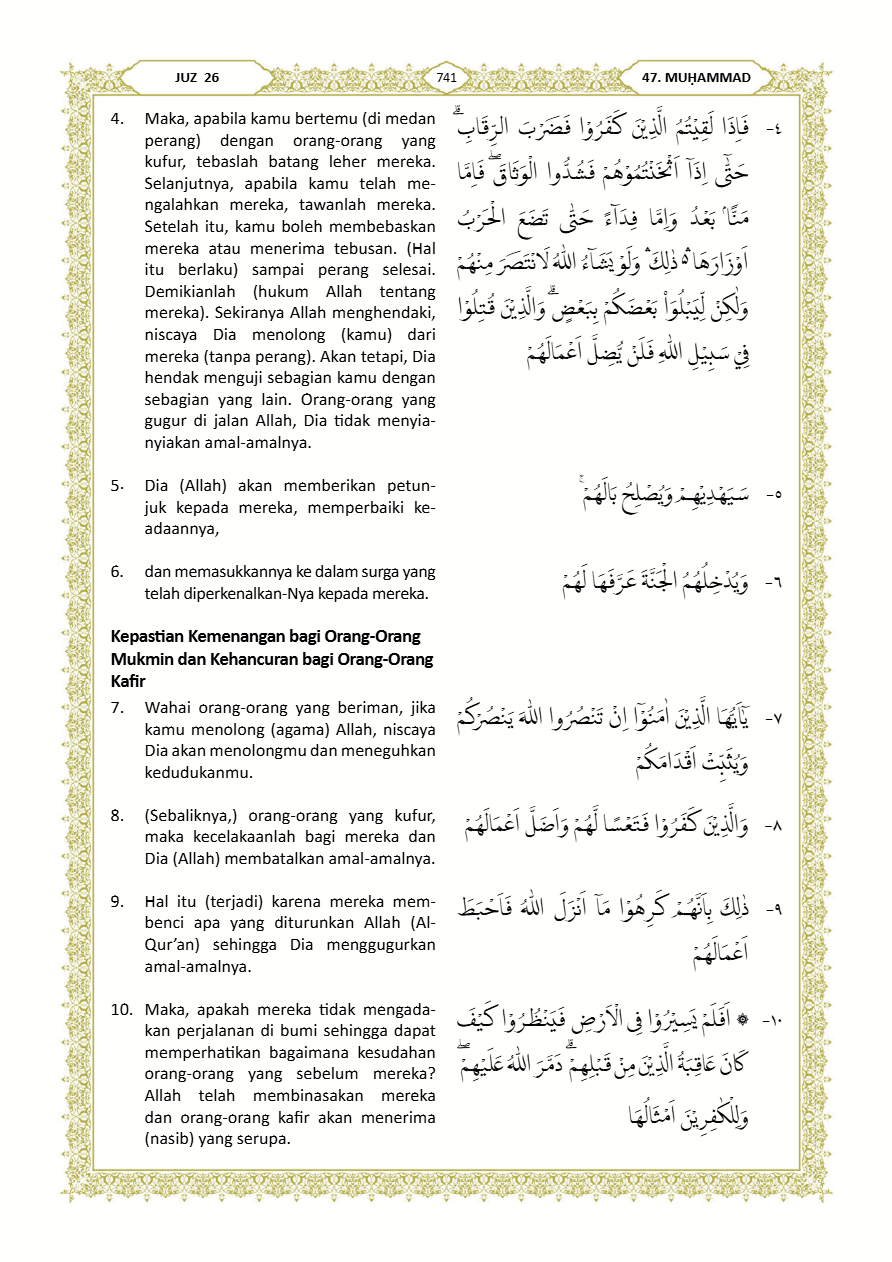 JUZ 26
741
47. MUḤAMMAD
4. Maka, apabila kamu bertemu (di medan
perang) dengan orang-orang yang
kufur, tebaslah batang leher mereka.
Selanjutnya, apabila kamu telah me-
ngalahkan mereka, tawanlah mereka.
Setelah itu, kamu boleh membebaskan
mereka atau menerima tebusan. (Hal
itu berlaku) sampai perang selesai.
Demikianlah (hukum Allah tentang
mereka). Sekiranya Allah menghendaki,
niscaya Dia menolong (kamu) dari
mereka (tanpa perang). Akan tetapi, Dia
hendak menguji sebagian kamu dengan
sebagian yang lain. Orang-orang yang
gugur di jalan Allah, Dia tidak menyia-
nyiakan amal-amalnya.
٤- فَاِذَا لَقِيْتُمُ الَّذِيْنَ كَفَرُوْا فَضَرْبَ الرِّقَابِۗ
حَتّٰٓى اِذَآ اَثْخَنْتُمُوْهُمْ فَشُدُّوا الْوَثَاقَۖ فَاِمَّا
مَنًّاۢ بَعْدُ وَاِمَّا فِدَاۤءً حَتّٰى تَضَعَ الْحَرْبُ
اَوْزَارَهَا ەۛ ذٰلِكَ ۛ وَلَوْ يَشَاۤءُ اللّٰهُ لَانْتَصَرَ مِنْهُمْ
وَلٰكِنْ لِّيَبْلُوَا۟ بَعْضَكُمْ بِبَعْضٍۗ وَالَّذِيْنَ قُتِلُوْا
فِيْ سَبِيْلِ اللّٰهِ فَلَنْ يُّضِلَّ اَعْمَالَهُمْ
5. Dia (Allah) akan memberikan petun-
juk kepada mereka, memperbaiki ke-
adaannya,
٥- سَيَهْدِيْهِمْ وَيُصْلِحُ بَالَهُمْۚ
6. dan memasukkannya ke dalam surga yang
telah diperkenalkan-Nya kepada mereka.
٦- وَيُدْخِلُهُمُ الْجَنَّةَ عَرَّفَهَا لَهُمْ
Kepastian Kemenangan bagi Orang-Orang
Mukmin dan Kehancuran bagi Orang-Orang
Kafir
7. Wahai orang-orang yang beriman, jika
kamu menolong (agama) Allah, niscaya
Dia akan menolongmu dan meneguhkan
kedudukanmu.
٧- يٰٓاَيُّهَا الَّذِيْنَ اٰمَنُوْٓا اِنْ تَنْصُرُوا اللّٰهَ يَنْصُرْكُمْ
وَيُثَبِّتْ اَقْدَامَكُمْ
8. (Sebaliknya,) orang-orang yang kufur,
maka kecelakaanlah bagi mereka dan
Dia (Allah) membatalkan amal-amalnya.
٨- وَالَّذِيْنَ كَفَرُوْا فَتَعْسًا لَّهُمْ وَاَضَلَّ اَعْمَالَهُمْ
9. Hal itu (terjadi) karena mereka mem-
benci apa yang diturunkan Allah (Al-
Qur’an) sehingga Dia menggugurkan
amal-amalnya.
٩- ذٰلِكَ بِاَنَّهُمْ كَرِهُوْا مَآ اَنْزَلَ اللّٰهُ فَاَحْبَطَ
اَعْمَالَهُمْ
10. Maka, apakah mereka tidak mengada-
kan perjalanan di bumi sehingga dapat
memperhatikan bagaimana kesudahan
orang-orang yang sebelum mereka?
Allah telah membinasakan mereka
dan orang-orang kafir akan menerima
(nasib) yang serupa.
١٠- ۞ اَفَلَمْ يَسِيْرُوْا فِى الْاَرْضِ فَيَنْظُرُوْا كَيْفَ
كَانَ عَاقِبَةُ الَّذِيْنَ مِنْ قَبْلِهِمْۗ دَمَّرَ اللّٰهُ عَلَيْهِمْۖ
وَلِلْكٰفِرِيْنَ اَمْثَالُهَا